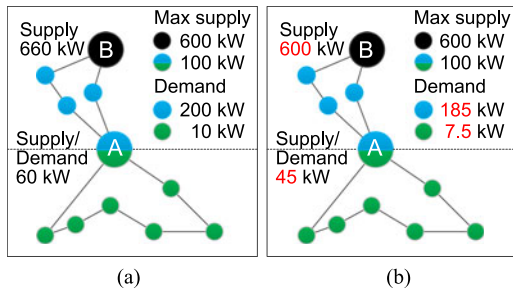 Supply
660 kW
B
Max supply
600 kW
100 kW
Demand
200 kW
10 kW
A
Supply/
Demand
60 kW
(a)
Supply
600 kW
B
Max supply
600 kW
100 kW
Demand
185 kW
7.5 kW
A
Supply/
Demand
45 kW
(b)